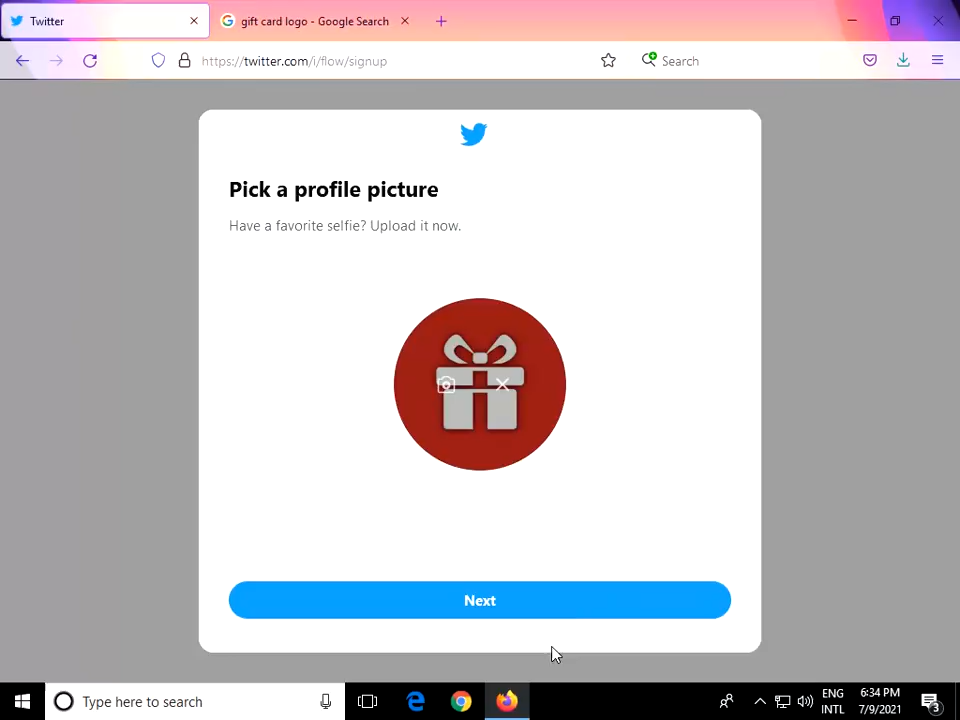 Twitter
gift card logo - Google Search
https://twitter.com/i/flow/signup
Search
Pick a profile picture
Have a favorite selfie? Upload it now.
Next
Type here to search
ENG
INTL
6:34 PM
7/9/2021
3